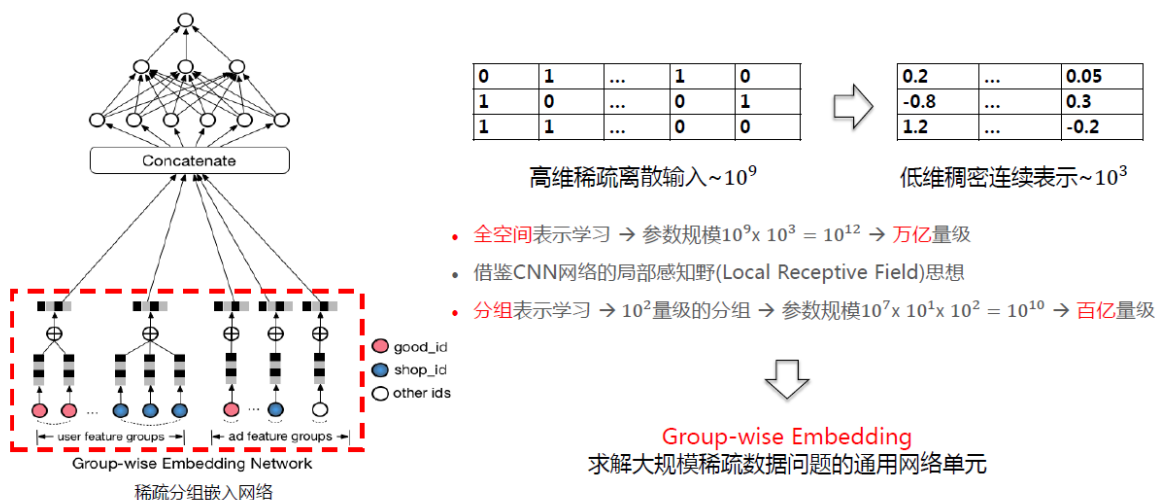 Concatenate
good_id
shop_id
other ids
...
...
user feature groups
ad feature groups
Group-wise Embedding Network
稀疏分组嵌入网络
0 1 ... 1 0
1 0 ... 0 1
1 1 ... 0 0
0.2 ... 0.05
-0.8 ... 0.3
1.2 ... -0.2
高维稀疏离散输入~10⁹
低维稠密连续表示~10³
• 全空间表示学习 → 参数规模10⁹x 10³ = 10¹² → 万亿量级
• 借鉴CNN网络的局部感知野(Local Receptive Field)思想
• 分组表示学习 → 10²量级的分组 → 参数规模10⁷x 10¹x 10² = 10¹⁰ → 百亿量级
Group-wise Embedding
求解大规模稀疏数据问题的通用网络单元